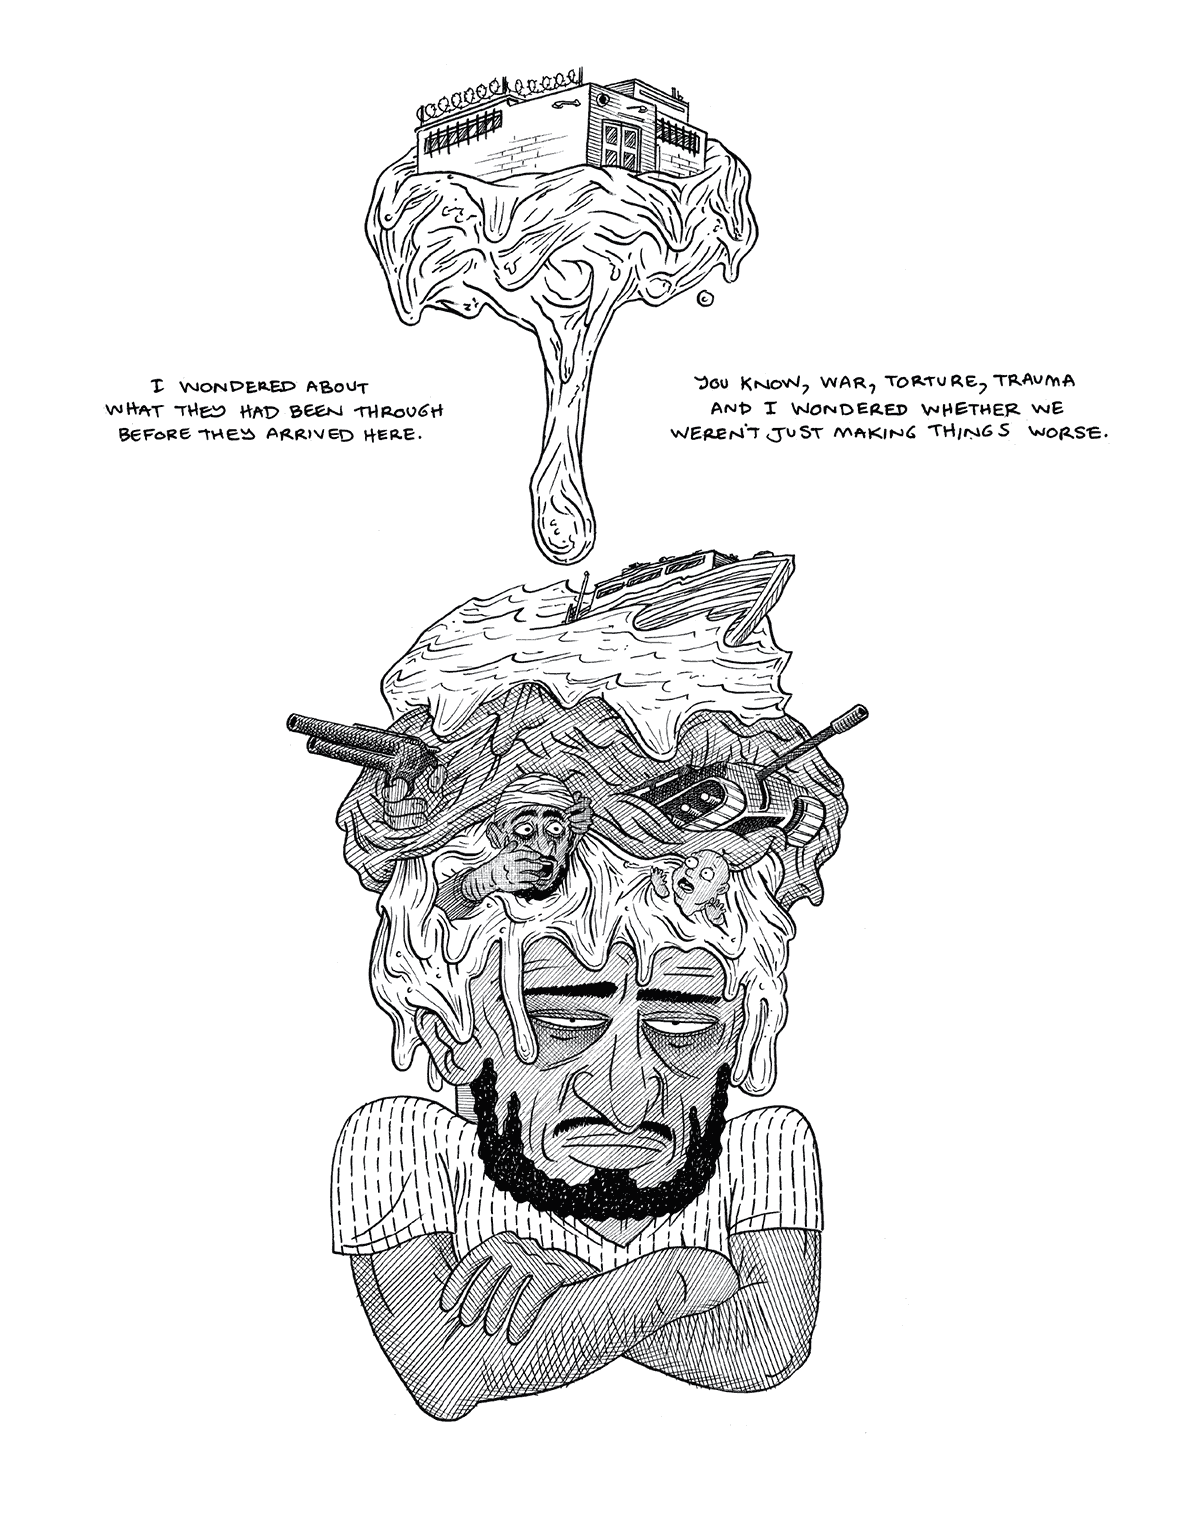 I WONDERED ABOUT
WHAT THEY HAD BEEN THROUGH
BEFORE THEY ARRIVED HERE.
YOU KNOW, WAR, TORTURE, TRAUMA
AND I WONDERED WHETHER WE
WEREN'T JUST MAKING THINGS WORSE.